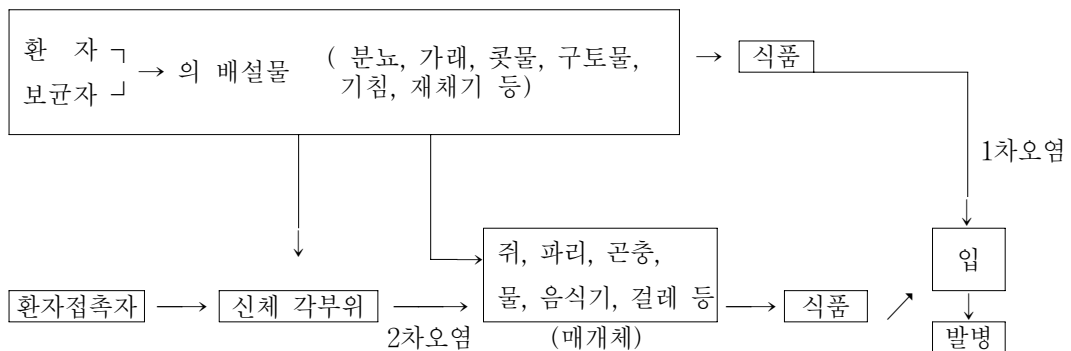 환 자
보균자
→ 의 배설물
( 분뇨, 가래, 콧물, 구토물,
기침, 재채기 등)
→
식품
1차오염
쥐, 파리, 곤충,
물, 음식기, 걸레 등
(매개체)
입
환자접촉자
→
신체 각부위
→
2차오염
→
식품
발병